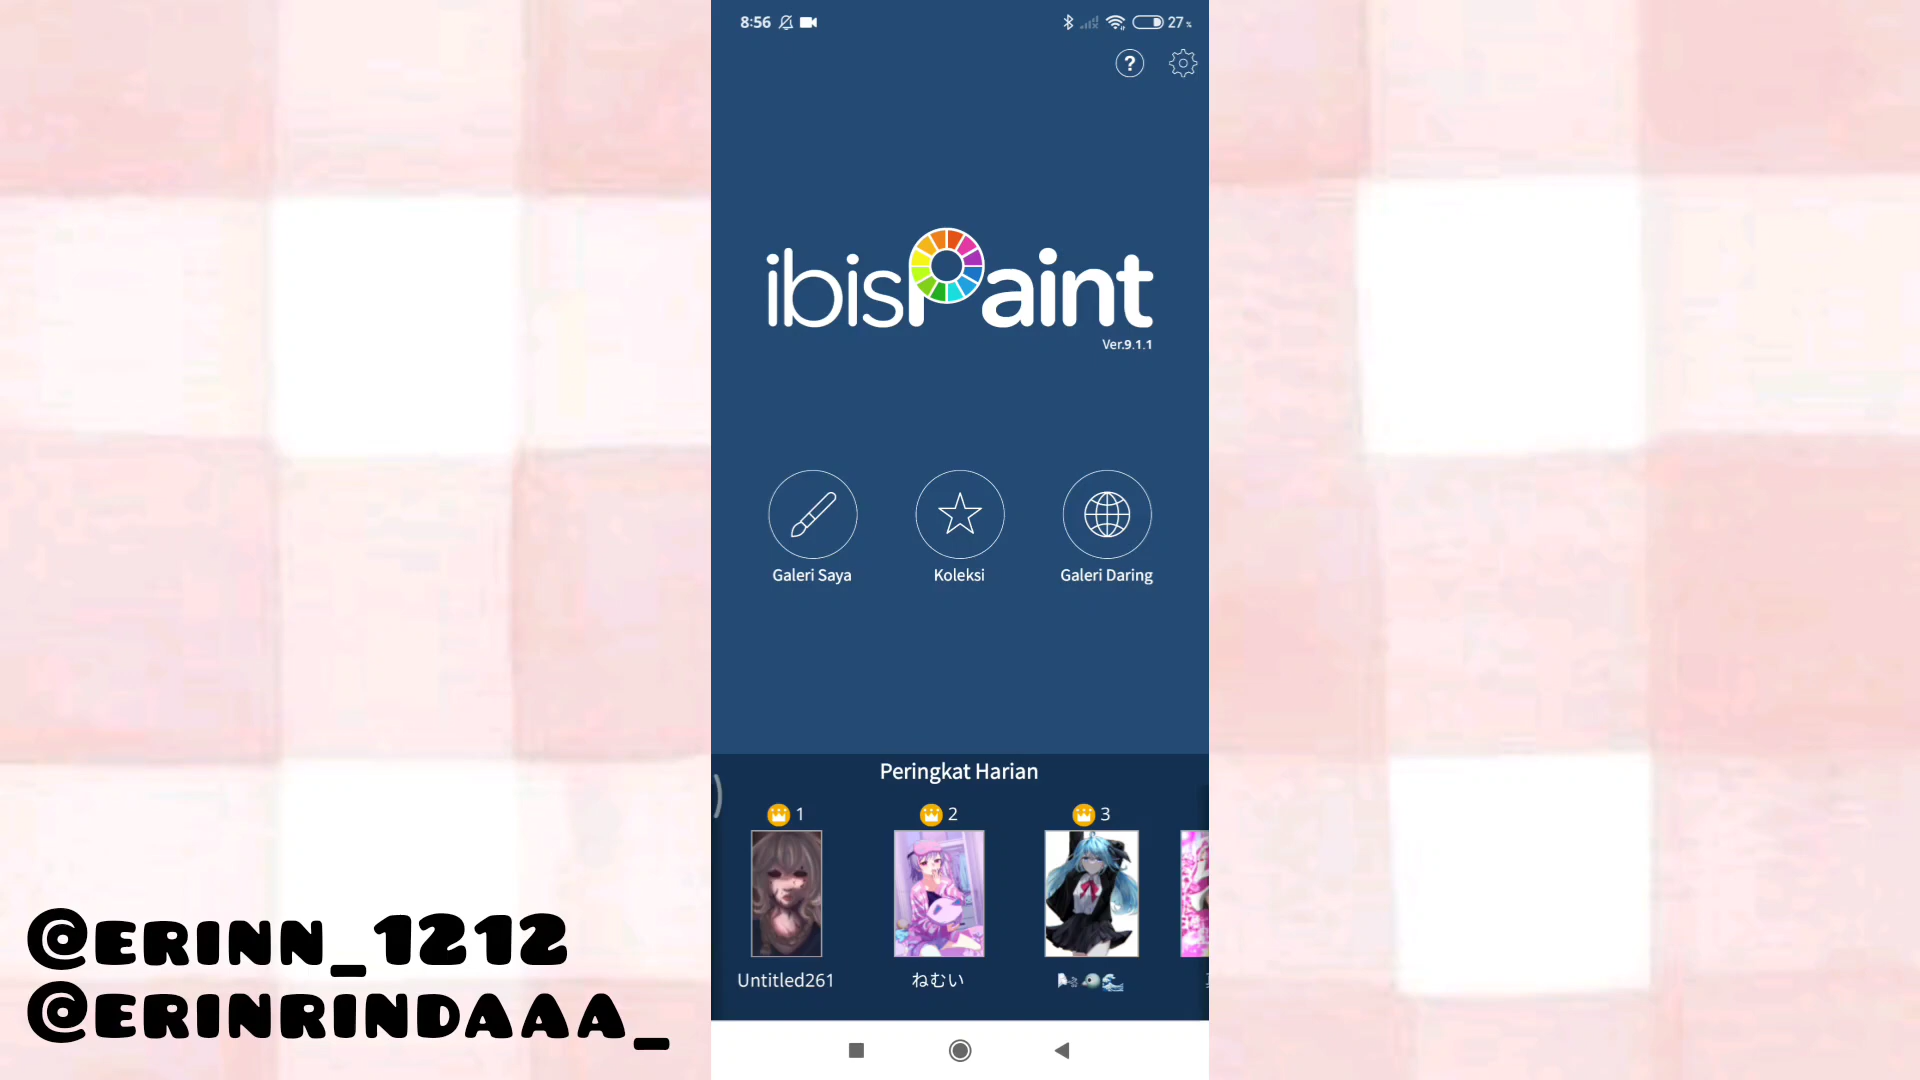 8:56
27%
?
ibisPaint
Ver.9.1.1
Galeri Saya
Koleksi
Galeri Daring
Peringkat Harian
1
2
3
Untitled261
ねむい
@ERINN_1212
@ERINRINDAAA_